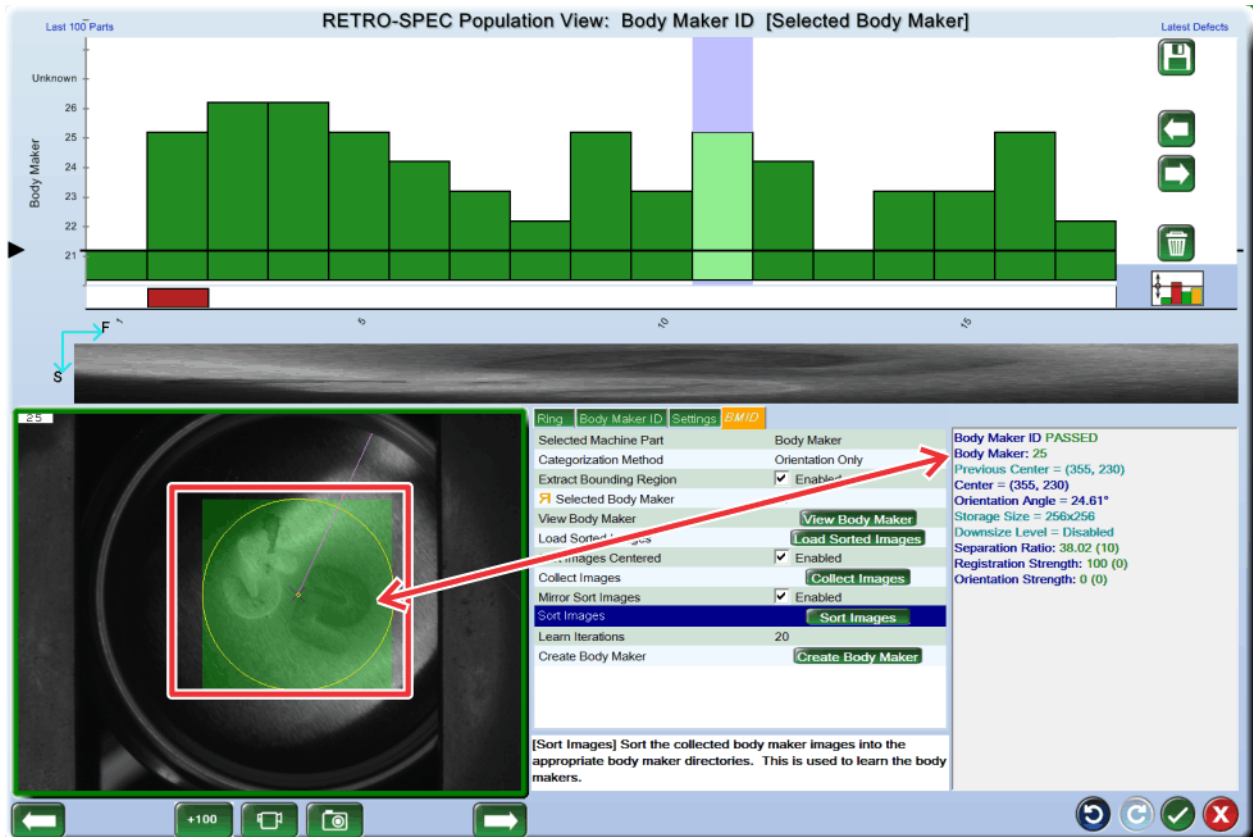 RETRO-SPEC Population View: Body Maker ID [Selected Body Maker]
Last 100 Parts
Latest Defects
Body Maker
Unknown
26
25
24
23
22
21
1
5
10
15
F
S
25
Ring Body Maker ID Settings BMID
Selected Machine Part Body Maker
Categorization Method Orientation Only
Extract Bounding Region Enabled
Я Selected Body Maker
View Body Maker View Body Maker
Load Sorted Images Load Sorted Images
Images Centered Enabled
Collect Images Collect Images
Mirror Sort Images Enabled
Sort Images Sort Images
Learn Iterations 20
Create Body Maker Create Body Maker
[Sort Images] Sort the collected body maker images into the
appropriate body maker directories. This is used to learn the body
makers.
Body Maker ID PASSED
Body Maker: 25
Previous Center = (355, 230)
Center = (355, 230)
Orientation Angle = 24.61°
Storage Size = 256x256
Downsize Level = Disabled
Separation Ratio: 38.02 (10)
Registration Strength: 100 (0)
Orientation Strength: 0 (0)
+100